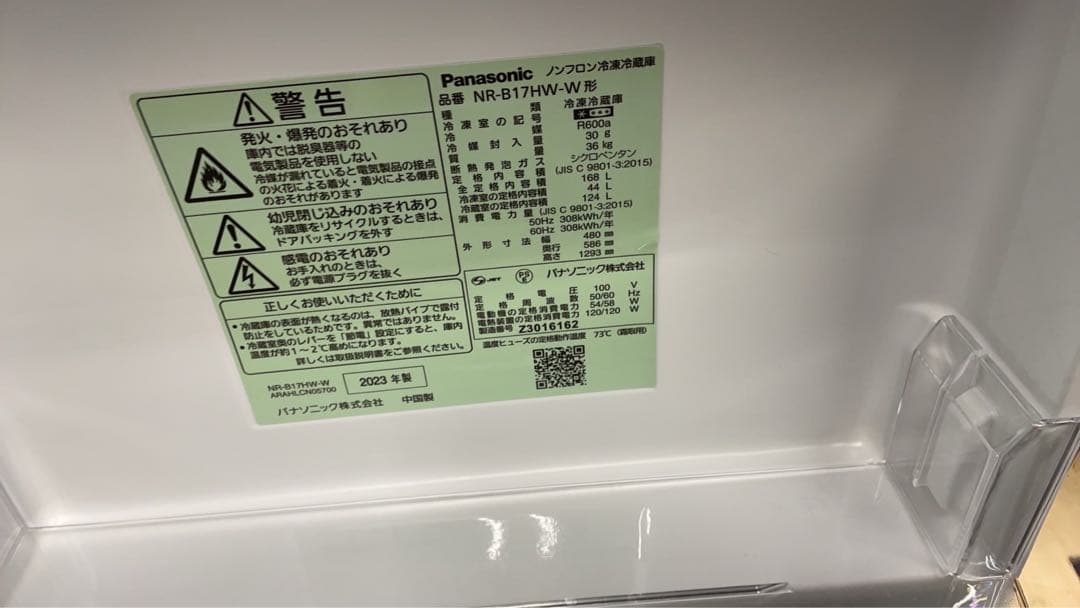 警告
発火・爆発のおそれあり
庫内では脱臭器等の
電気製品を使用しない
冷媒が漏れていると電気製品の接点
の火花による着火・着火による爆発
のおそれがあります
幼児閉じ込みのおそれあり
冷蔵庫をリサイクルするときは、
ドアパッキングを外す
感電のおそれあり
お手入れのときは、
必ず電源プラグを抜く
正しくお使いいただくために
・冷蔵庫の表面が熱くなるのは、放熱パイプで露付
防止をしているためです。異常ではありません。
・冷蔵室奥のレバーを「節電」設定にすると、庫内
温度が約1～2℃高めになります。
詳しくは取扱説明書をご参照ください。
NR-B17HW-W
ARAHLCN05700
2023 年製
パナソニック株式会社 中国製
Panasonic ノンフロン冷凍冷蔵庫
品番 NR-B17HW-W 形
種類 冷凍冷蔵庫
冷凍室の記号
冷媒 R600a
冷媒封入量 30 g
質量 36 kg
断熱発泡ガス シクロペンタン
定格内容積 (JIS C 9801-3:2015)
全定格内容積 168 L
冷凍室の定格内容積 44 L
冷蔵室の定格内容積 124 L
消費電力量 (JIS C 9801-3:2015)
50Hz 308kWh/年
60Hz 308kWh/年
外形寸法 幅 480 ㎜
奥行 586 ㎜
高さ 1293 ㎜
JET PS E パナソニック株式会社
定格電圧 100 V
定格周波数 50/60 Hz
電動機の定格消費電力 54/58 W
電熱装置の定格消費電力 120/120 W
製造番号 Z3016162
温度ヒューズの定格動作温度 73℃ (霜取用)